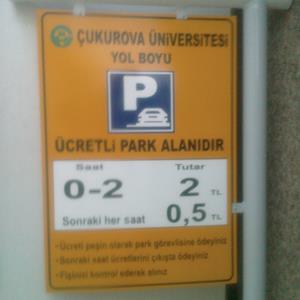 ÇUKUROVA ÜNİVERSİTESİ
YOL BOYU
P
ÜCRETLİ PARK ALANIDIR
Saat Tutar
0-2 2 TL
Sonraki her saat 0,5 TL
• Ücreti peşin olarak park görevlisine ödeyiniz
• Sonraki saat ücretlerini çıkışta ödeyiniz
• Fişinizi kontrol ederek alınız